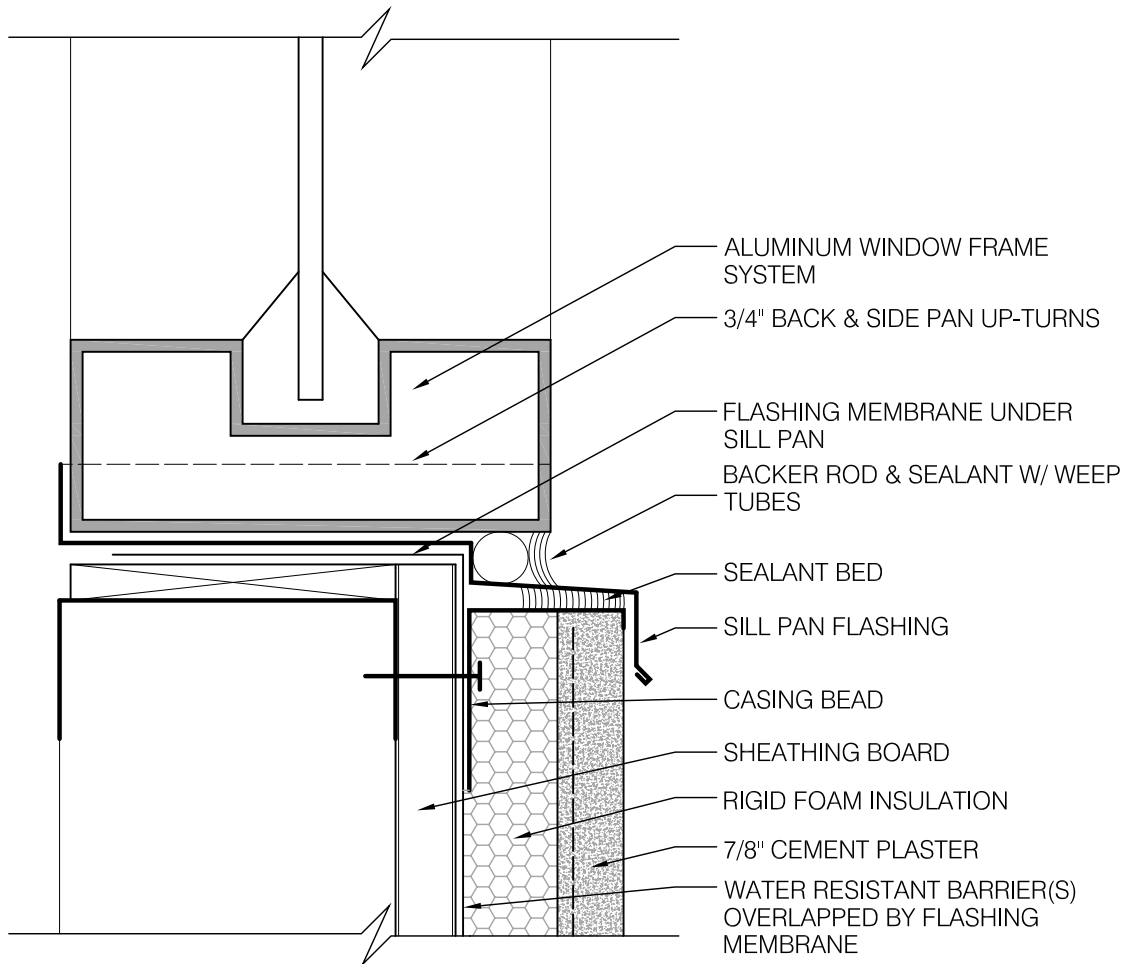 ALUMINUM WINDOW FRAME
SYSTEM
3/4" BACK & SIDE PAN UP-TURNS
FLASHING MEMBRANE UNDER
SILL PAN
BACKER ROD & SEALANT W/ WEEP
TUBES
SEALANT BED
SILL PAN FLASHING
CASING BEAD
SHEATHING BOARD
RIGID FOAM INSULATION
7/8" CEMENT PLASTER
WATER RESISTANT BARRIER(S)
OVERLAPPED BY FLASHING
MEMBRANE